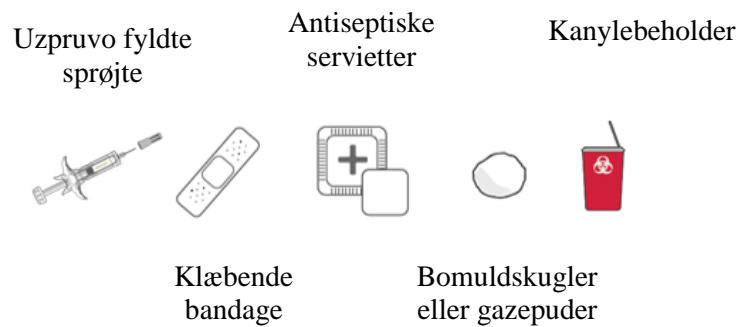 Uzpruvo fyldte
sprøjte
Antiseptiske
servietter
Kanylebeholder
Klæbende
bandage
Bomuldskugler
eller gazepuder